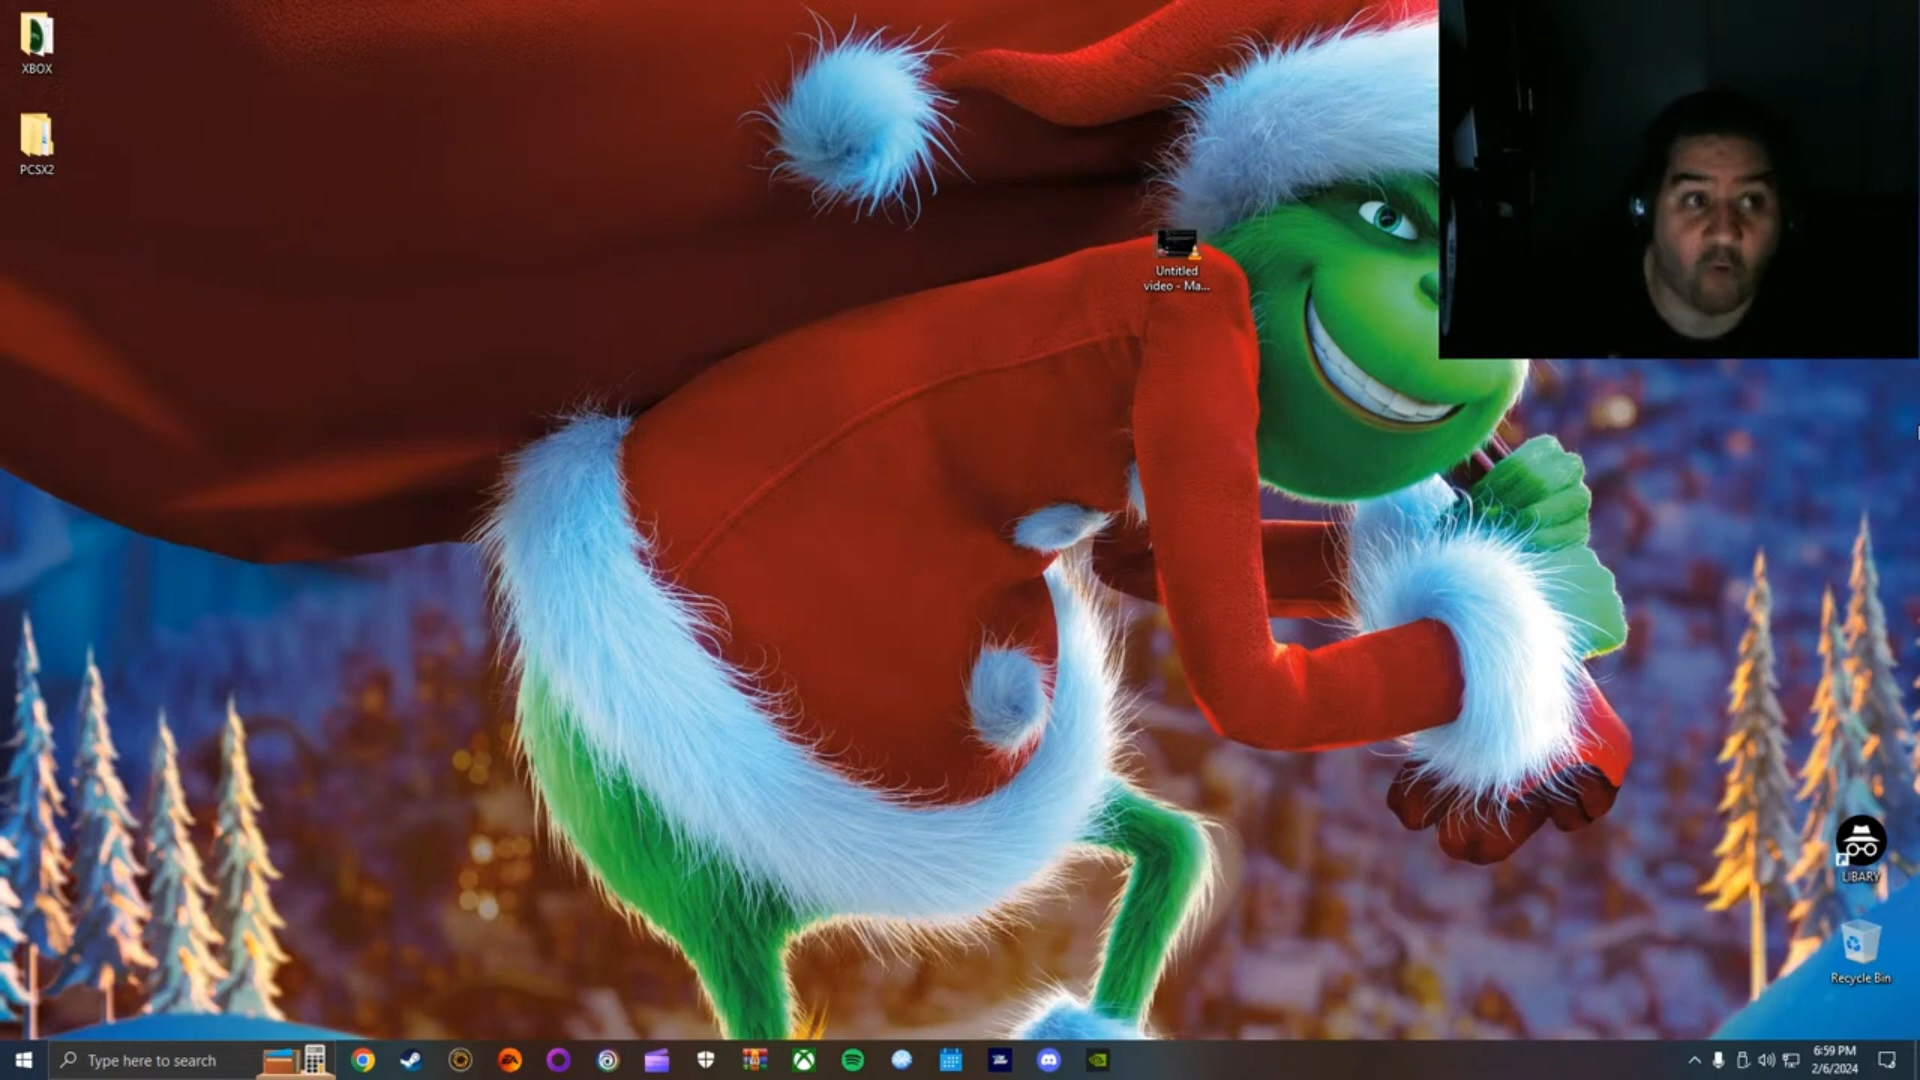 XBOX
PCSX2
Untitled
video - Ma...
LIBARY
Recycle Bin
Type here to search
6:59 PM
2/6/2024